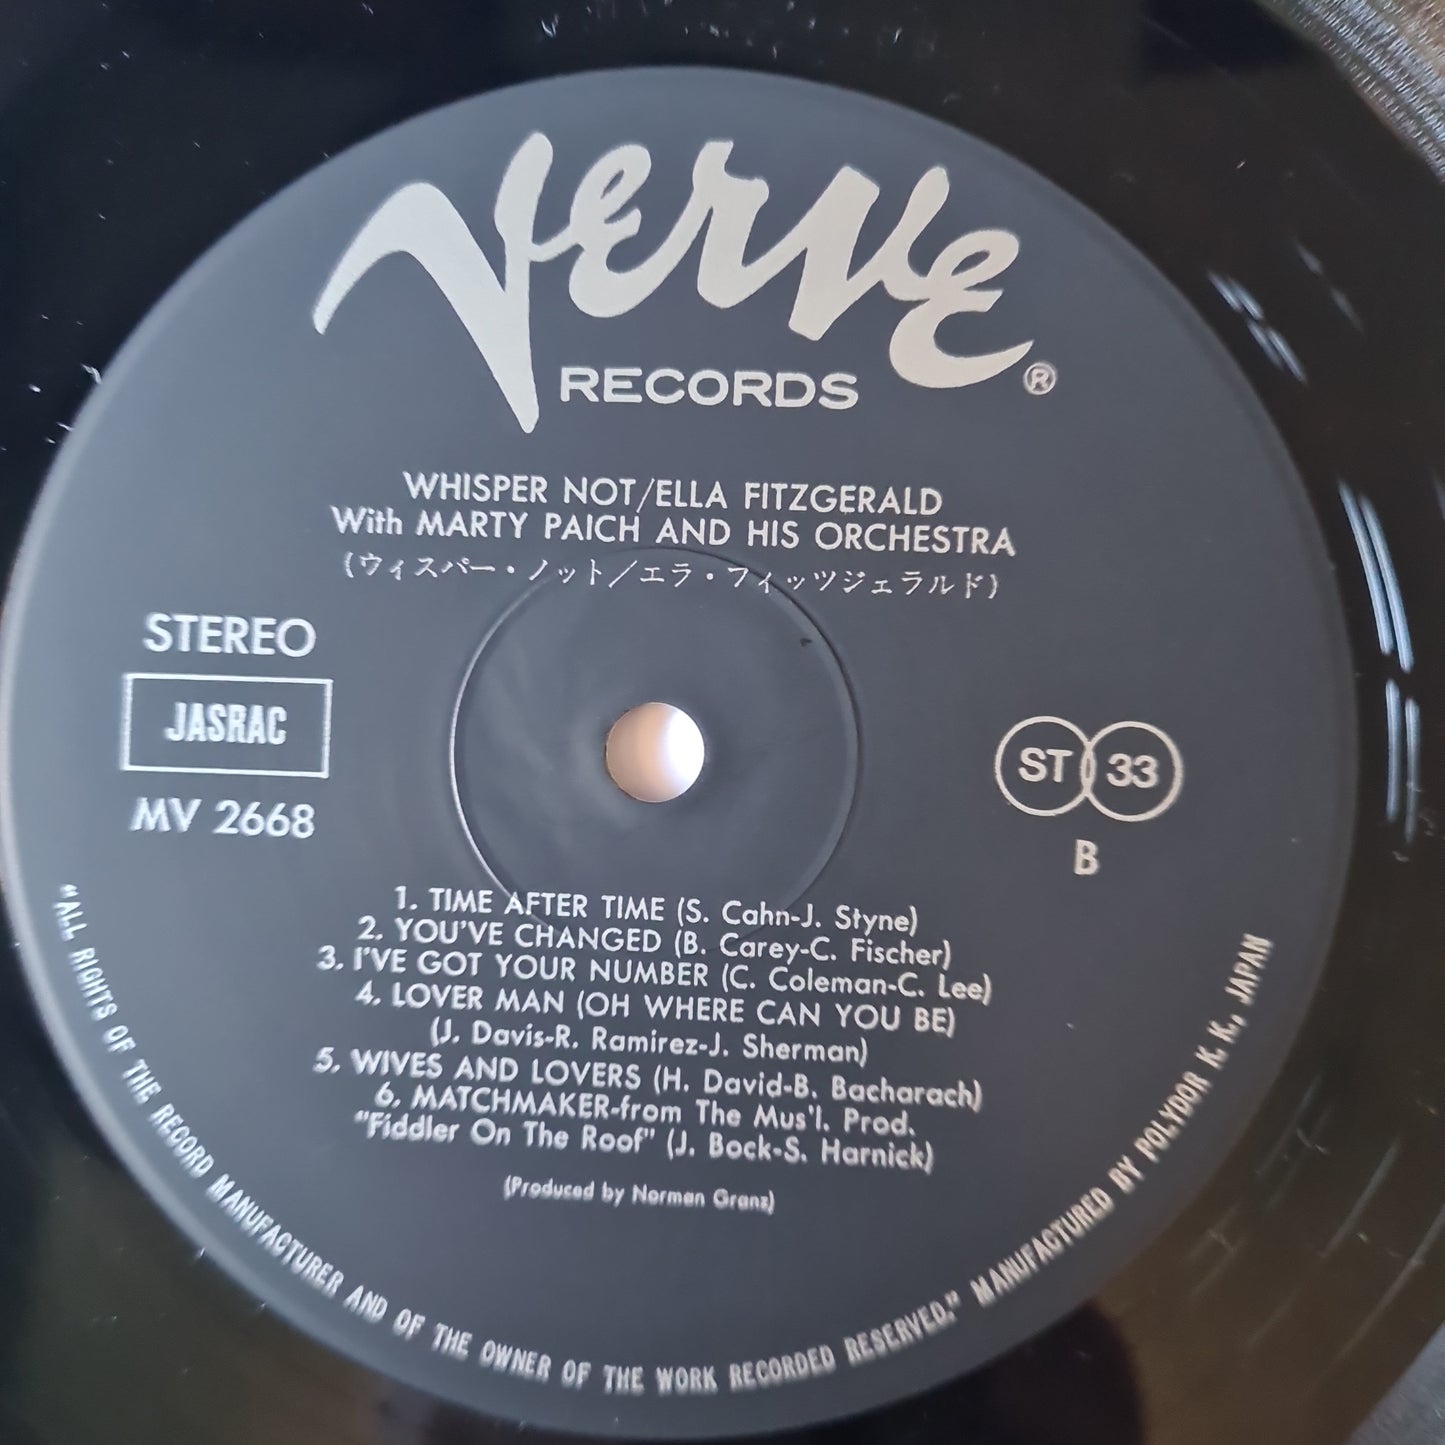 Verve
RECORDS ®
WHISPER NOT/ELLA FITZGERALD
With MARTY PAICH AND HIS ORCHESTRA
(ウィスパー・ノット/エラ・フィッツジェラルド)
STEREO
JASRAC
MV 2668
ST 33
B
1. TIME AFTER TIME (S. Cahn-J. Styne)
2. YOU'VE CHANGED (B. Carey-C. Fischer)
3. I'VE GOT YOUR NUMBER (C. Coleman-C. Lee)
4. LOVER MAN (OH WHERE CAN YOU BE)
(J. Davis-R. Ramirez-J. Sherman)
5. WIVES AND LOVERS (H. David-B. Bacharach)
6. MATCHMAKER-from The Mus'l. Prod.
"Fiddler On The Roof" (J. Bock-S. Harnick)
(Produced by Norman Granz)
"ALL RIGHTS OF THE RECORD MANUFACTURER AND OF THE OWNER OF THE WORK RECORDED RESERVED." MANUFACTURED BY POLYDOR K. K., JAPAN